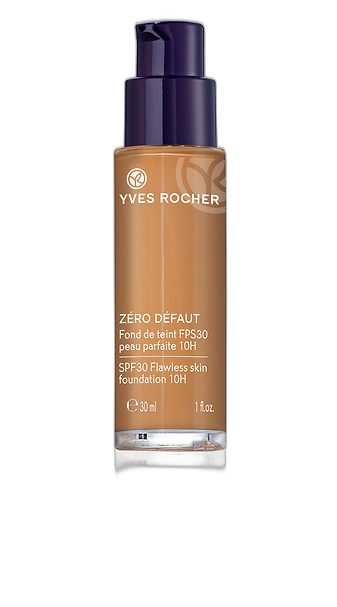 YVES ROCHER
ZÉRO DÉFAUT
Fond de teint FPS30
peau parfaite 10H
SPF30 Flawless skin
foundation 10H
℮ 30 ml 1 fl.oz.